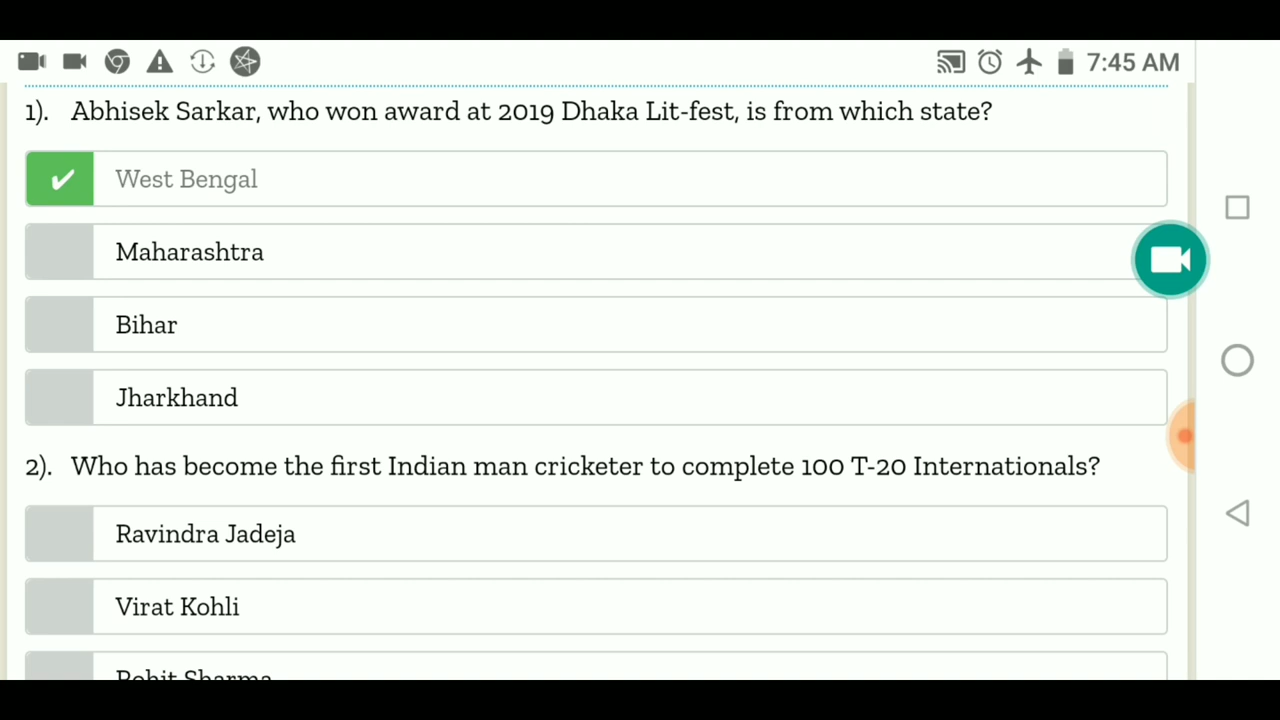 7:45 AM
1). Abhisek Sarkar, who won award at 2019 Dhaka Lit-fest, is from which state?
West Bengal
Maharashtra
Bihar
Jharkhand
2). Who has become the first Indian man cricketer to complete 100 T-20 Internationals?
Ravindra Jadeja
Virat Kohli
Rohit Sharma